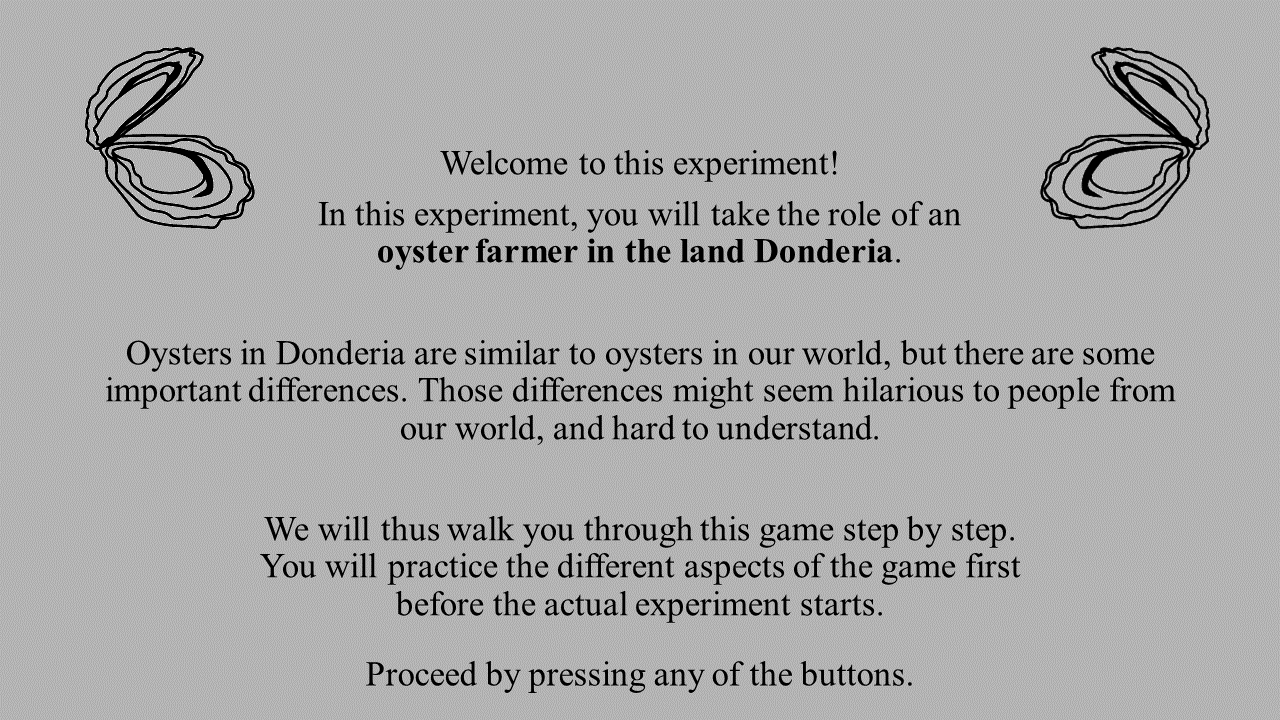 Welcome to this experiment!
In this experiment, you will take the role of an
oyster farmer in the land Donderia.
Oysters in Donderia are similar to oysters in our world, but there are some
important differences. Those differences might seem hilarious to people from
our world, and hard to understand.
We will thus walk you through this game step by step.
You will practice the different aspects of the game first
before the actual experiment starts.
Proceed by pressing any of the buttons.